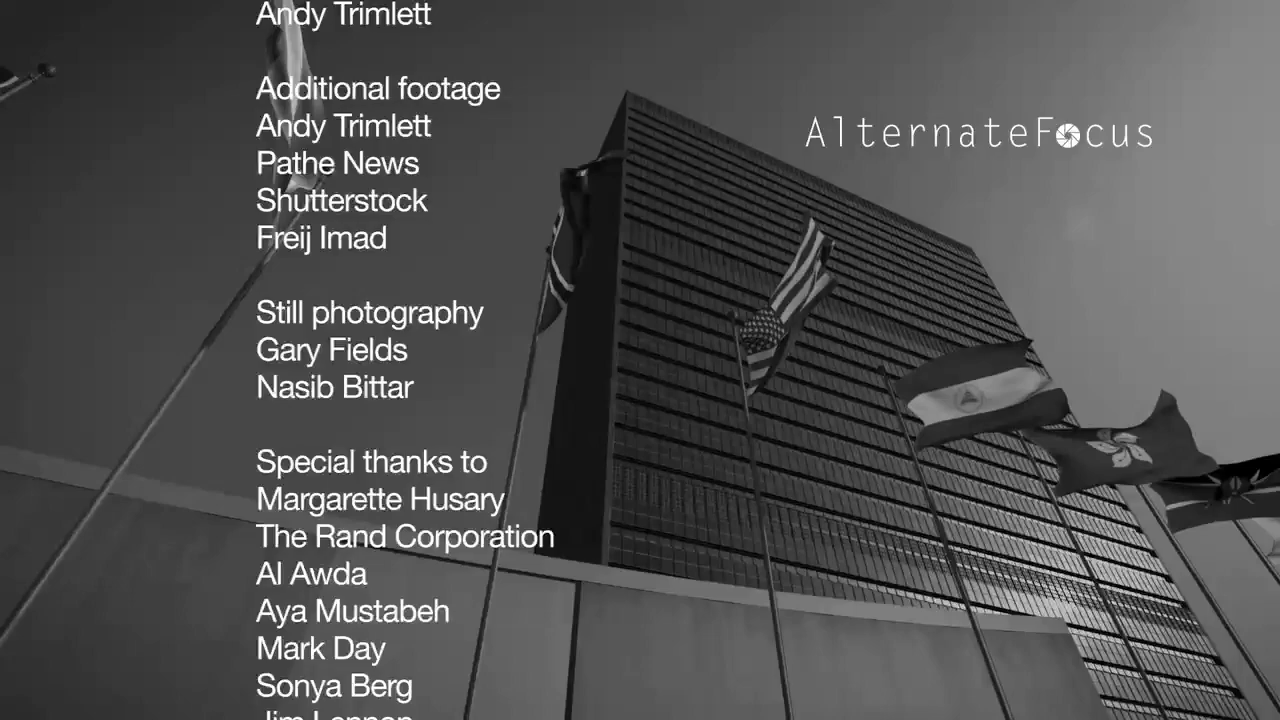 Andy Trimlett
Additional footage
Andy Trimlett
Pathe News
Shutterstock
Freij Imad
Still photography
Gary Fields
Nasib Bittar
Special thanks to
Margarette Husary
The Rand Corporation
Al Awda
Aya Mustabeh
Mark Day
Sonya Berg
AlternateFocus